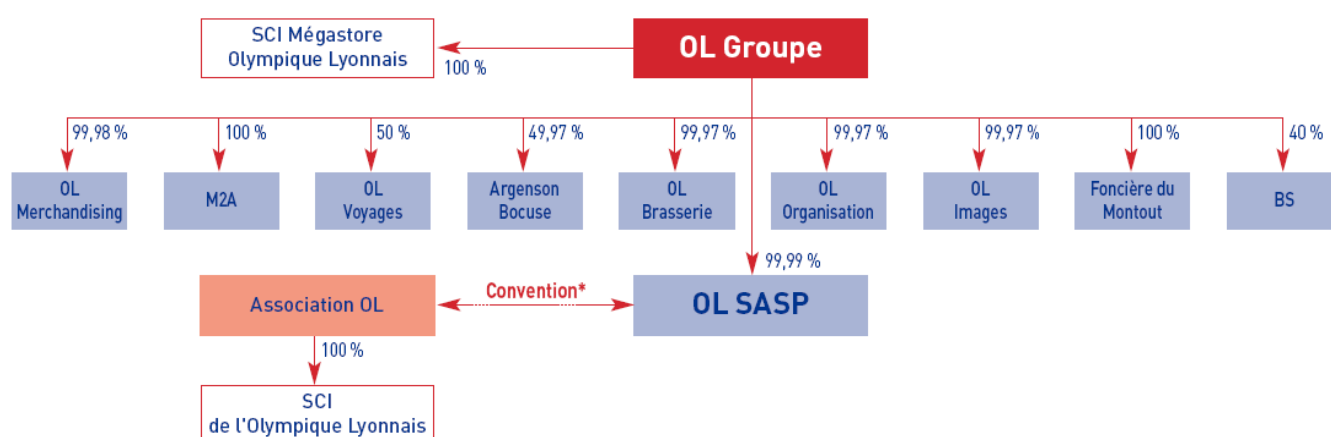 SCI Mégastore
Olympique Lyonnais
100 %
OL Groupe
99,98 %
100 %
50 %
49,97 %
99,97 %
99,97 %
99,97 %
100 %
40 %
OL
Merchandising
M2A
OL
Voyages
Argenson
Bocuse
OL
Brasserie
OL
Organisation
OL
Images
Foncière du
Montout
BS
99,99 %
Association OL
Convention*
OL SASP
100 %
SCI
de l'Olympique Lyonnais